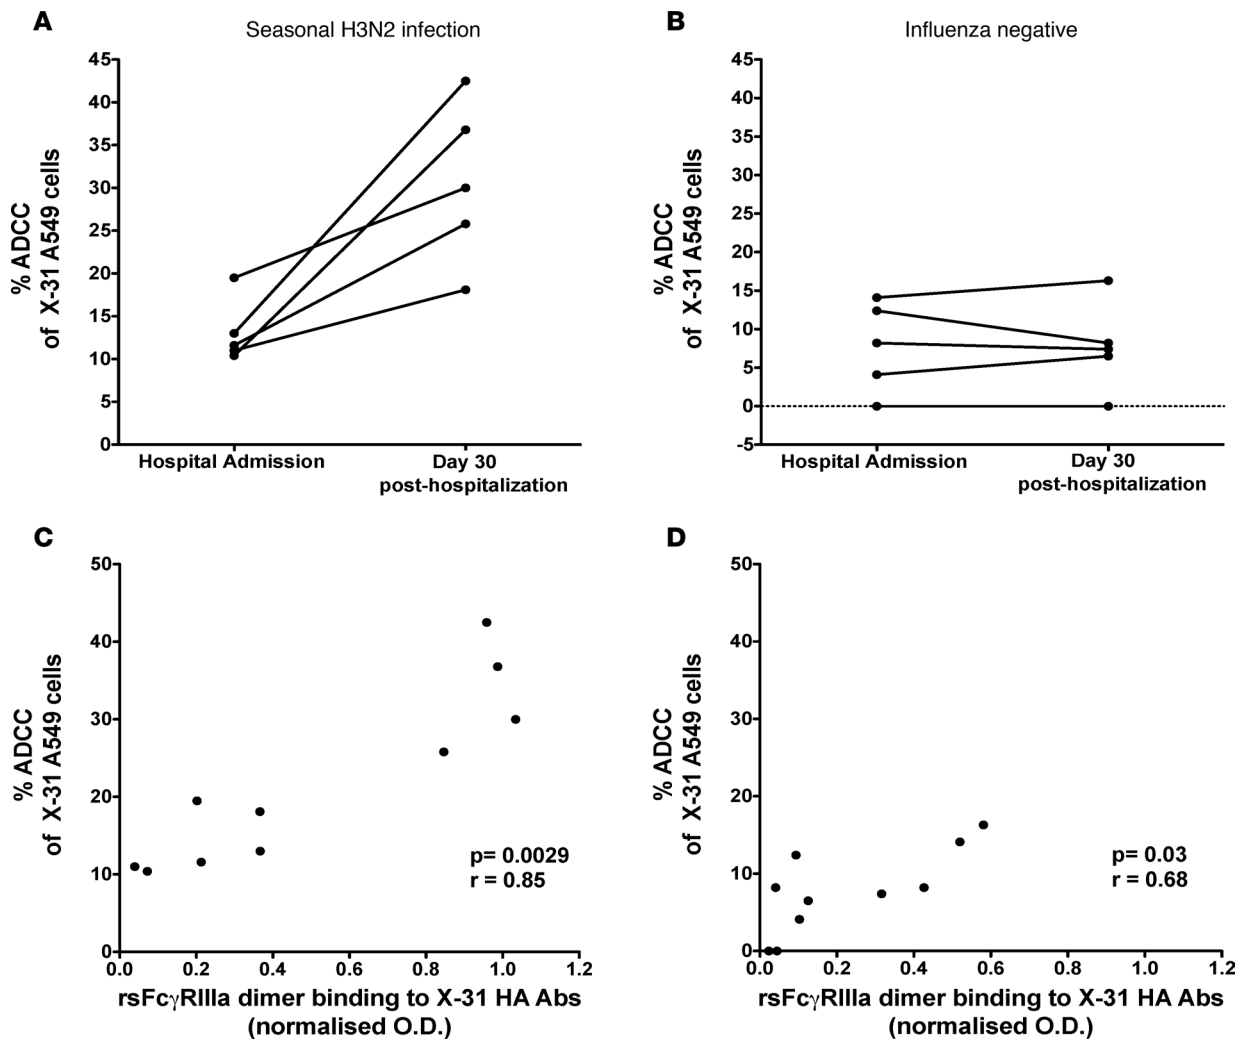 A
Seasonal H3N2 infection
% ADCC
of X-31 A549 cells
45
40
35
30
25
20
15
10
5
0
Hospital Admission
Day 30
post-hospitalization
B
Influenza negative
% ADCC
of X-31 A549 cells
45
40
35
30
25
20
15
10
5
0
-5
Hospital Admission
Day 30
post-hospitalization
C
% ADCC
of X-31 A549 cells
50
40
30
20
10
0
p= 0.0029
r = 0.85
0.0 0.2 0.4 0.6 0.8 1.0 1.2
rsFcγRIIIa dimer binding to X-31 HA Abs
(normalised O.D.)
D
% ADCC
of X-31 A549 cells
50
40
30
20
10
0
p= 0.03
r = 0.68
0.0 0.2 0.4 0.6 0.8 1.0 1.2
rsFcγRIIIa dimer binding to X-31 HA Abs
(normalised O.D.)